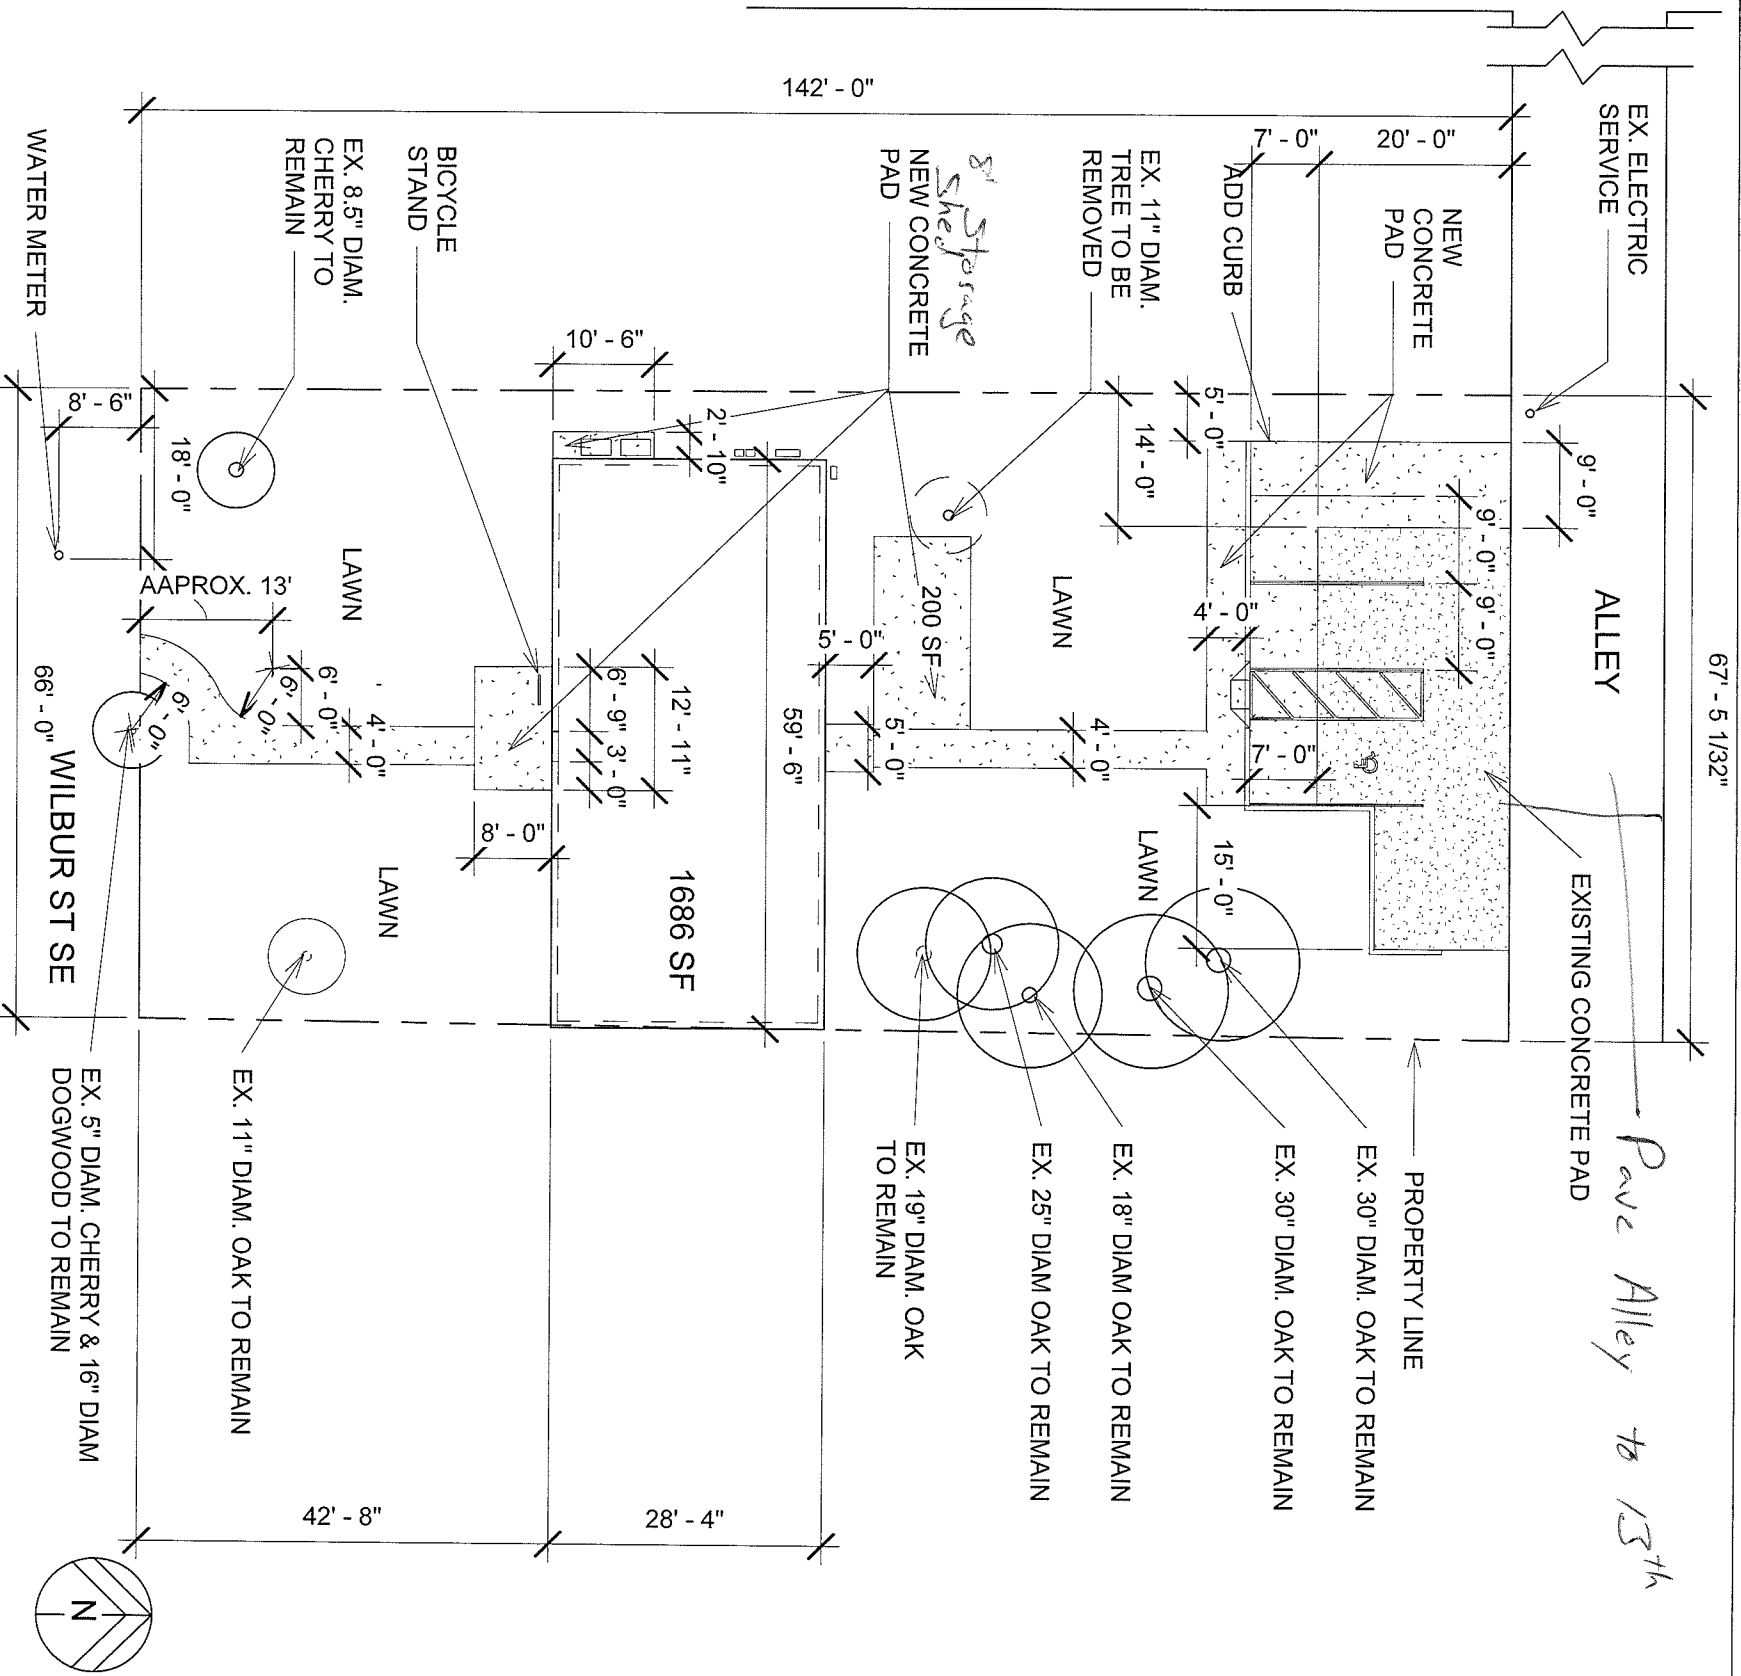 67' - 5 1/32"
ALLEY
EX. ELECTRIC
SERVICE
9' - 0"
EXISTING CONCRETE PAD
Pave Alley to 13th
142' - 0"
7' - 0"
20' - 0"
NEW
CONCRETE
PAD
ADD CURB
9' - 0"
9' - 0"
5' - 0"
14' - 0"
4' - 0"
7' - 0"
15' - 0"
PROPERTY LINE
EX. 30" DIAM. OAK TO REMAIN
EX. 30" DIAM. OAK TO REMAIN
EX. 18" DIAM OAK TO REMAIN
EX. 25" DIAM OAK TO REMAIN
EX. 19" DIAM. OAK
TO REMAIN
EX. 11" DIAM.
TREE TO BE
REMOVED
LAWN
LAWN
4' - 0"
& Storage
Shed
NEW CONCRETE
PAD
200 SF
5' - 0"
5' - 0"
59' - 6"
1686 SF
10' - 6"
2' - 10"
12' - 11"
6' - 9"
3' - 0"
8' - 0"
BICYCLE
STAND
EX. 8.5" DIAM.
CHERRY TO
REMAIN
LAWN
LAWN
4' - 0"
6' - 0"
6' - 0"
6' - 0"
AAPROX. 13'
18' - 0"
8' - 6"
WATER METER
66' - 0"
WILBUR ST SE
EX. 11" DIAM. OAK TO REMAIN
EX. 5" DIAM. CHERRY & 16" DIAM
DOGWOOD TO REMAIN
42' - 8"
28' - 4"
N